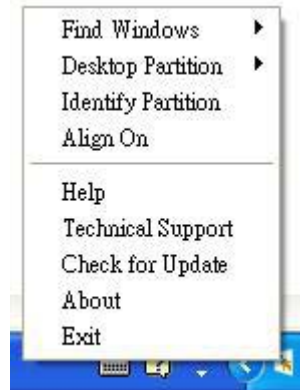 Find Windows
Desktop Partition
Identify Partition
Align On
Help
Technical Support
Check for Update
About
Exit